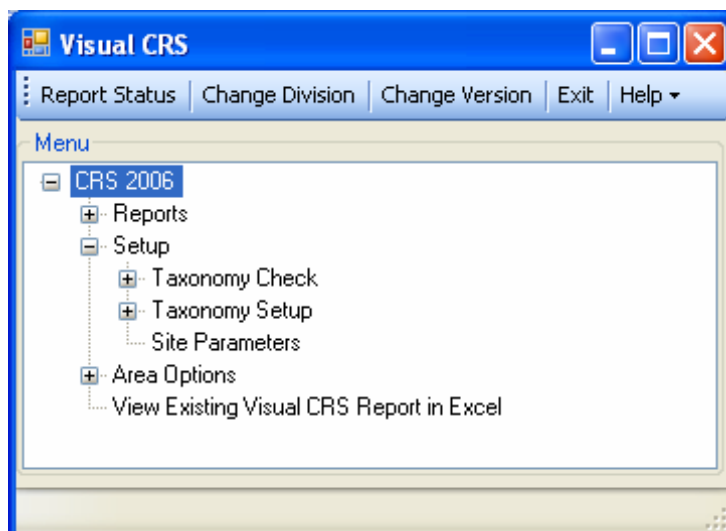 Visual CRS
Report Status Change Division Change Version Exit Help
Menu
CRS 2006
Reports
Setup
Taxonomy Check
Taxonomy Setup
Site Parameters
Area Options
View Existing Visual CRS Report in Excel